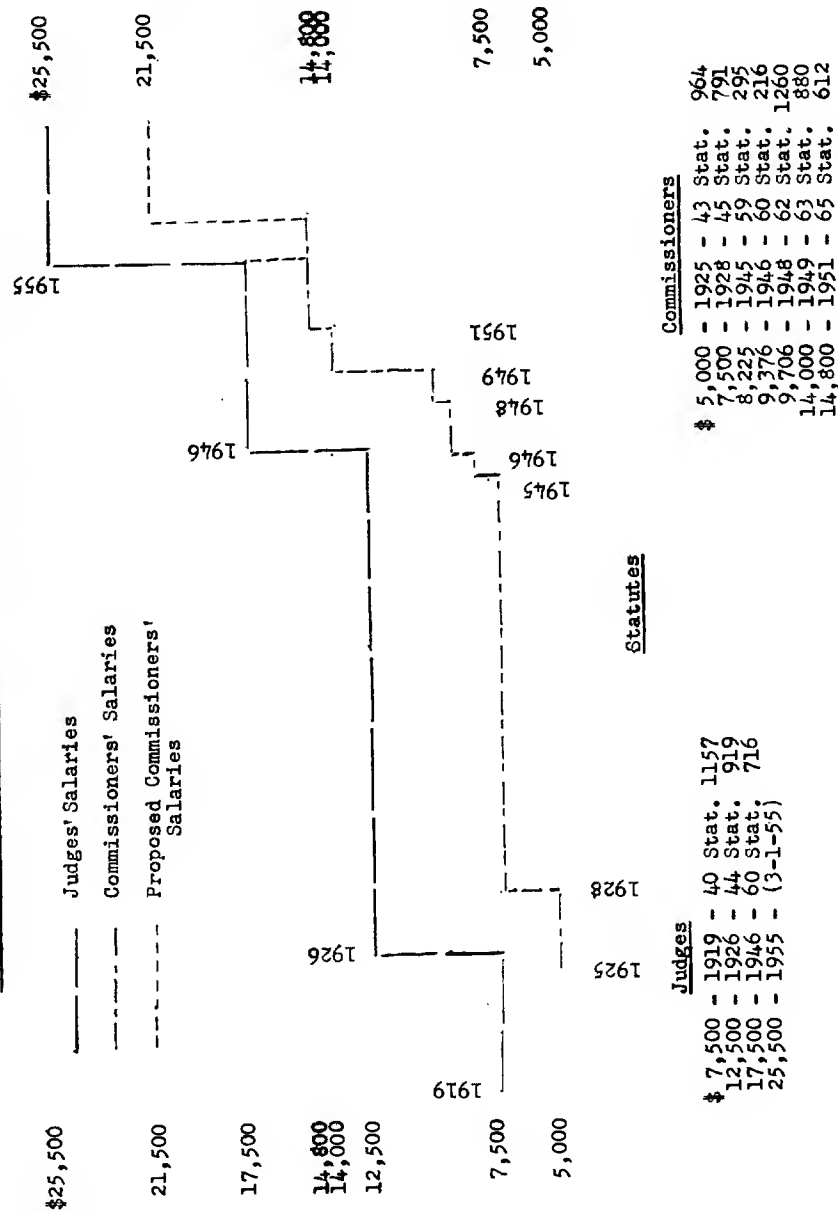 $25,500
21,500
17,500
14,800
14,000
12,500
7,500
5,000
Judges' Salaries
Commissioners' Salaries
Proposed Commissioners'
Salaries
1919
1926
1946
1955
1925
1928
1945
1946
1948
1949
1951
$25,500
21,500
14,800
14,000
7,500
5,000
Statutes
Judges
$ 7,500 - 1919 - 40 Stat. 1157
12,500 - 1926 - 44 Stat. 919
17,500 - 1946 - 60 Stat. 716
25,500 - 1955 - (3-1-55)
Commissioners
$ 5,000 - 1925 - 43 Stat. 964
7,500 - 1928 - 45 Stat. 791
8,225 - 1945 - 59 Stat. 295
9,376 - 1946 - 60 Stat. 216
9,706 - 1948 - 62 Stat. 1260
14,000 - 1949 - 63 Stat. 880
14,800 - 1951 - 65 Stat. 612